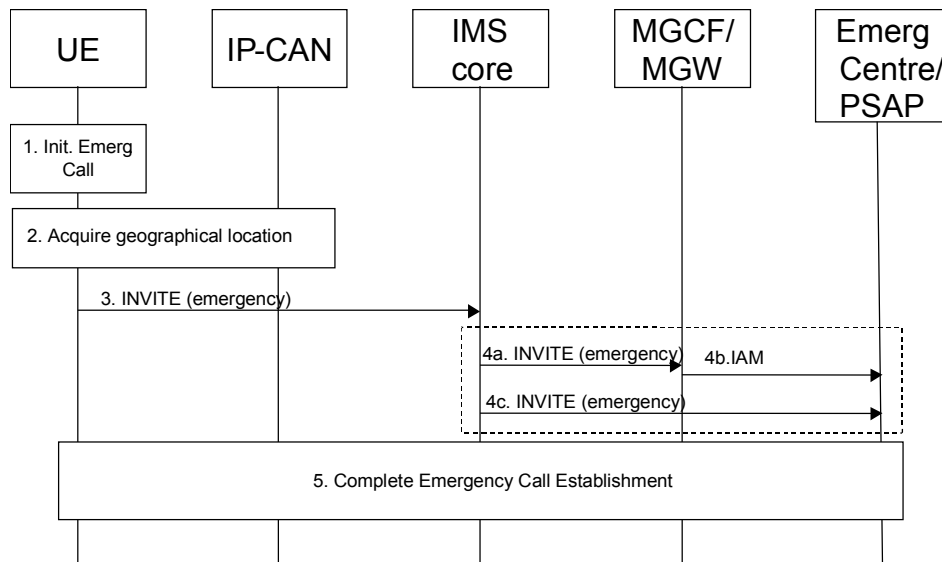 UE
IP-CAN
IMS
core
MGCF/
MGW
Emerg
Centre/
PSAP
1. Init. Emerg
Call
2. Acquire geographical location
3. INVITE (emergency)
4a. INVITE (emergency)
4b.IAM
4c. INVITE (emergency)
5. Complete Emergency Call Establishment